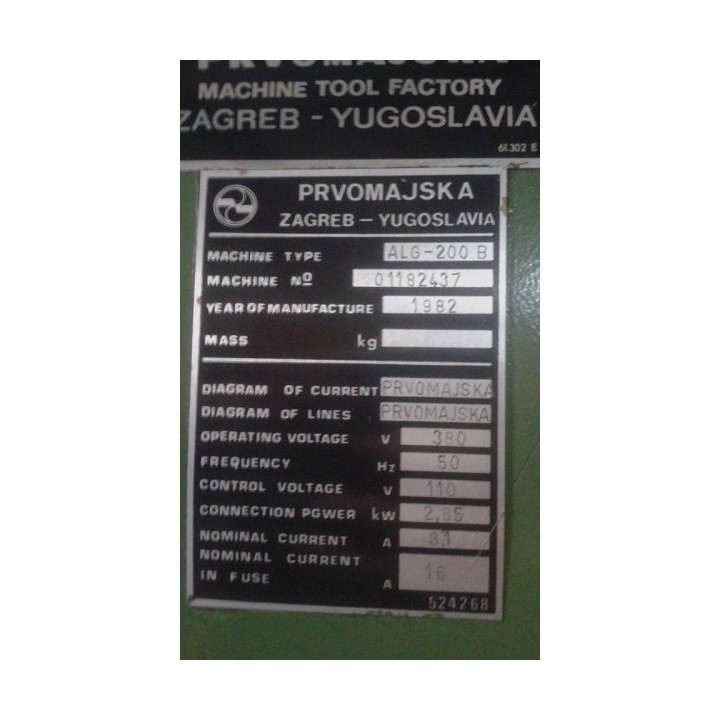 PRVOMAJSKA
MACHINE TOOL FACTORY
ZAGREB - YUGOSLAVIA
61.302 E
PRVOMAJSKA
ZAGREB - YUGOSLAVIA
MACHINE TYPE ALG-200 B
MACHINE Nº 01182437
YEAR OF MANUFACTURE 1982
MASS kg
DIAGRAM OF CURRENT PRVOMAJSKA
DIAGRAM OF LINES PRVOMAJSKA
OPERATING VOLTAGE V 380
FREQUENCY Hz 50
CONTROL VOLTAGE V 110
CONNECTION PGWER kW 2,85
NOMINAL CURRENT A 8,1
NOMINAL CURRENT
IN FUSE A 16
524268